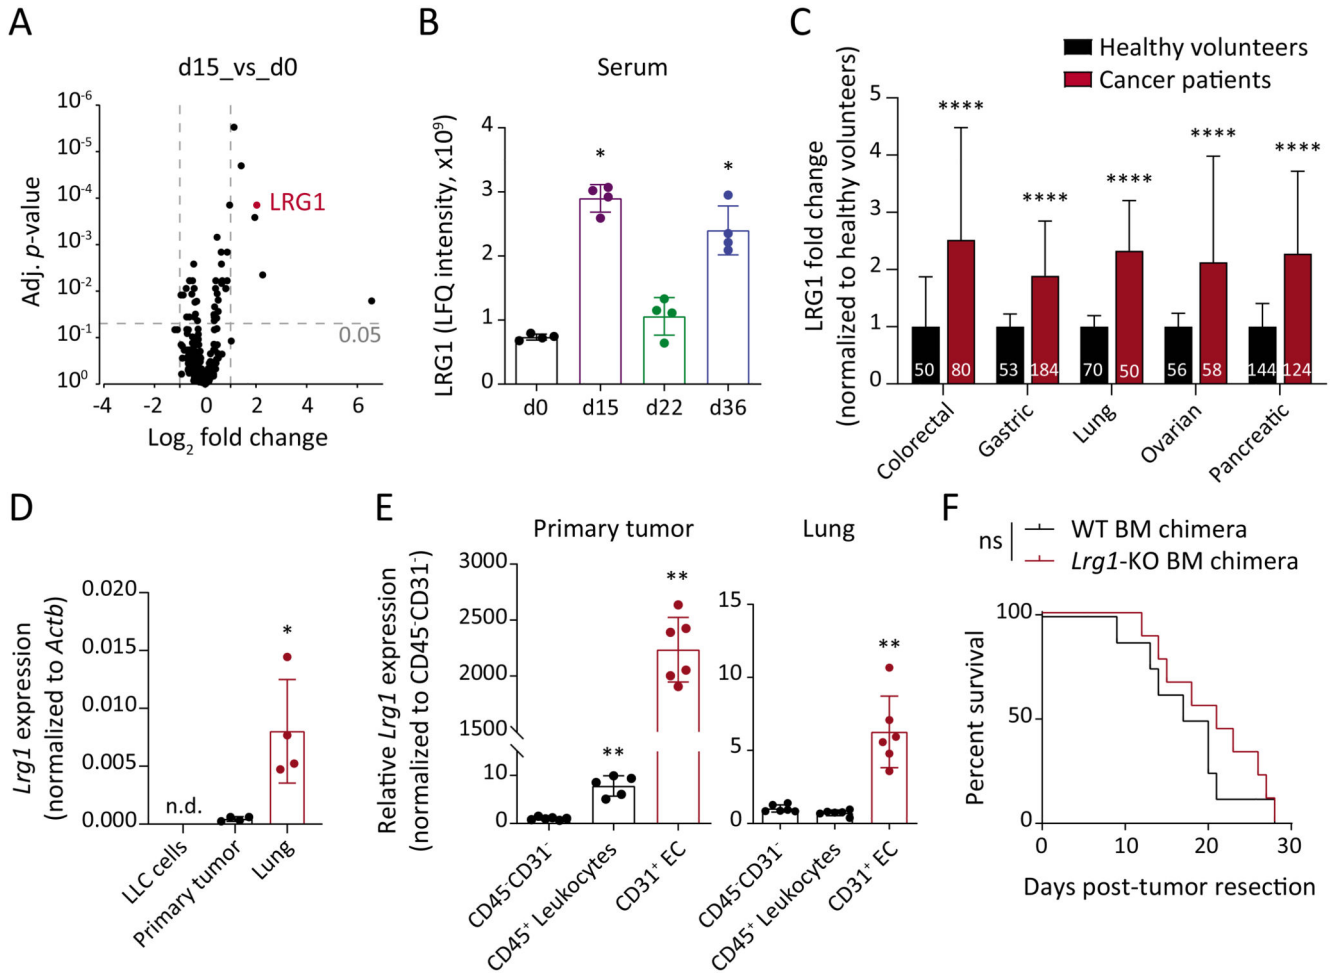 A
d15_vs_d0
Adj. p-value
10⁻⁶
10⁻⁵
10⁻⁴
10⁻³
10⁻²
10⁻¹
10⁰
LRG1
0.05
-4
-2
0
2
4
6
Log₂ fold change
B
Serum
LRG1 (LFQ intensity, x10⁹)
4
3
2
1
0
*
*
d0
d15
d22
d36
C
Healthy volunteers
Cancer patients
LRG1 fold change
(normalized to healthy volunteers)
5
4
3
2
1
0
****
****
****
****
****
50
80
53
184
70
50
56
58
144
124
Colorectal
Gastric
Lung
Ovarian
Pancreatic
D
Lrg1 expression
(normalized to Actb)
0.020
0.015
0.010
0.005
0.000
n.d.
*
LLC cells
Primary tumor
Lung
E
Relative Lrg1 expression
(normalized to CD45⁻CD31⁻)
Primary tumor
3000
2500
2000
1500
10
0
**
**
CD45⁻CD31⁻
CD45⁺ Leukocytes
CD31⁺ EC
Lung
15
10
5
0
**
CD45⁻CD31⁻
CD45⁺ Leukocytes
CD31⁺ EC
F
ns
WT BM chimera
Lrg1-KO BM chimera
Percent survival
100
50
0
0
10
20
30
Days post-tumor resection